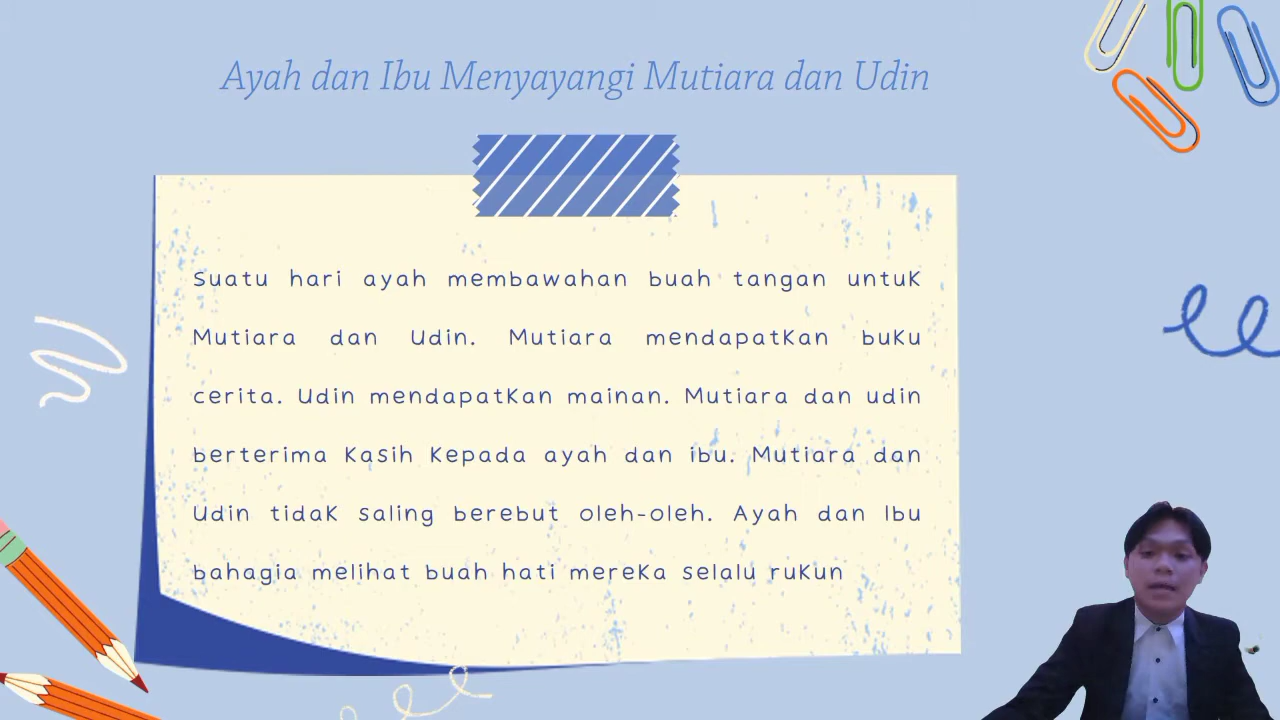 Ayah dan Ibu Menyayangi Mutiara dan Udin
Suatu hari ayah membawahan buah tangan untuk
Mutiara dan Udin. Mutiara mendapatkan buku
cerita. Udin mendapatkan mainan. Mutiara dan udin
berterima kasih kepada ayah dan ibu. Mutiara dan
Udin tidak saling berebut oleh-oleh. Ayah dan Ibu
bahagia melihat buah hati mereka selalu rukun